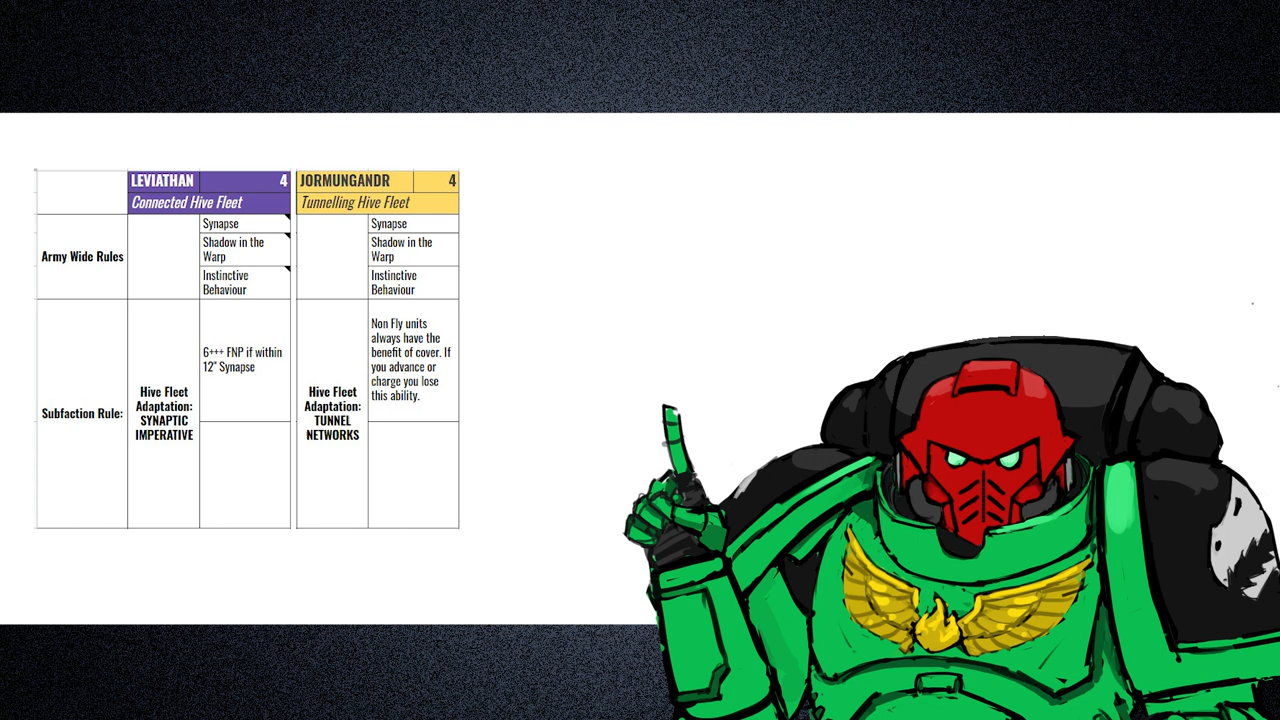 LEVIATHAN 4
Connected Hive Fleet
JORMUNGANDR 4
Tunnelling Hive Fleet
Army Wide Rules
Synapse
Shadow in the
Warp
Instinctive
Behaviour
Synapse
Shadow in the
Warp
Instinctive
Behaviour
Subfaction Rule:
Hive Fleet
Adaptation:
SYNAPTIC
IMPERATIVE
6+++ FNP if within
12" Synapse
Hive Fleet
Adaptation:
TUNNEL
NETWORKS
Non Fly units
always have the
benefit of cover. If
you advance or
charge you lose
this ability.